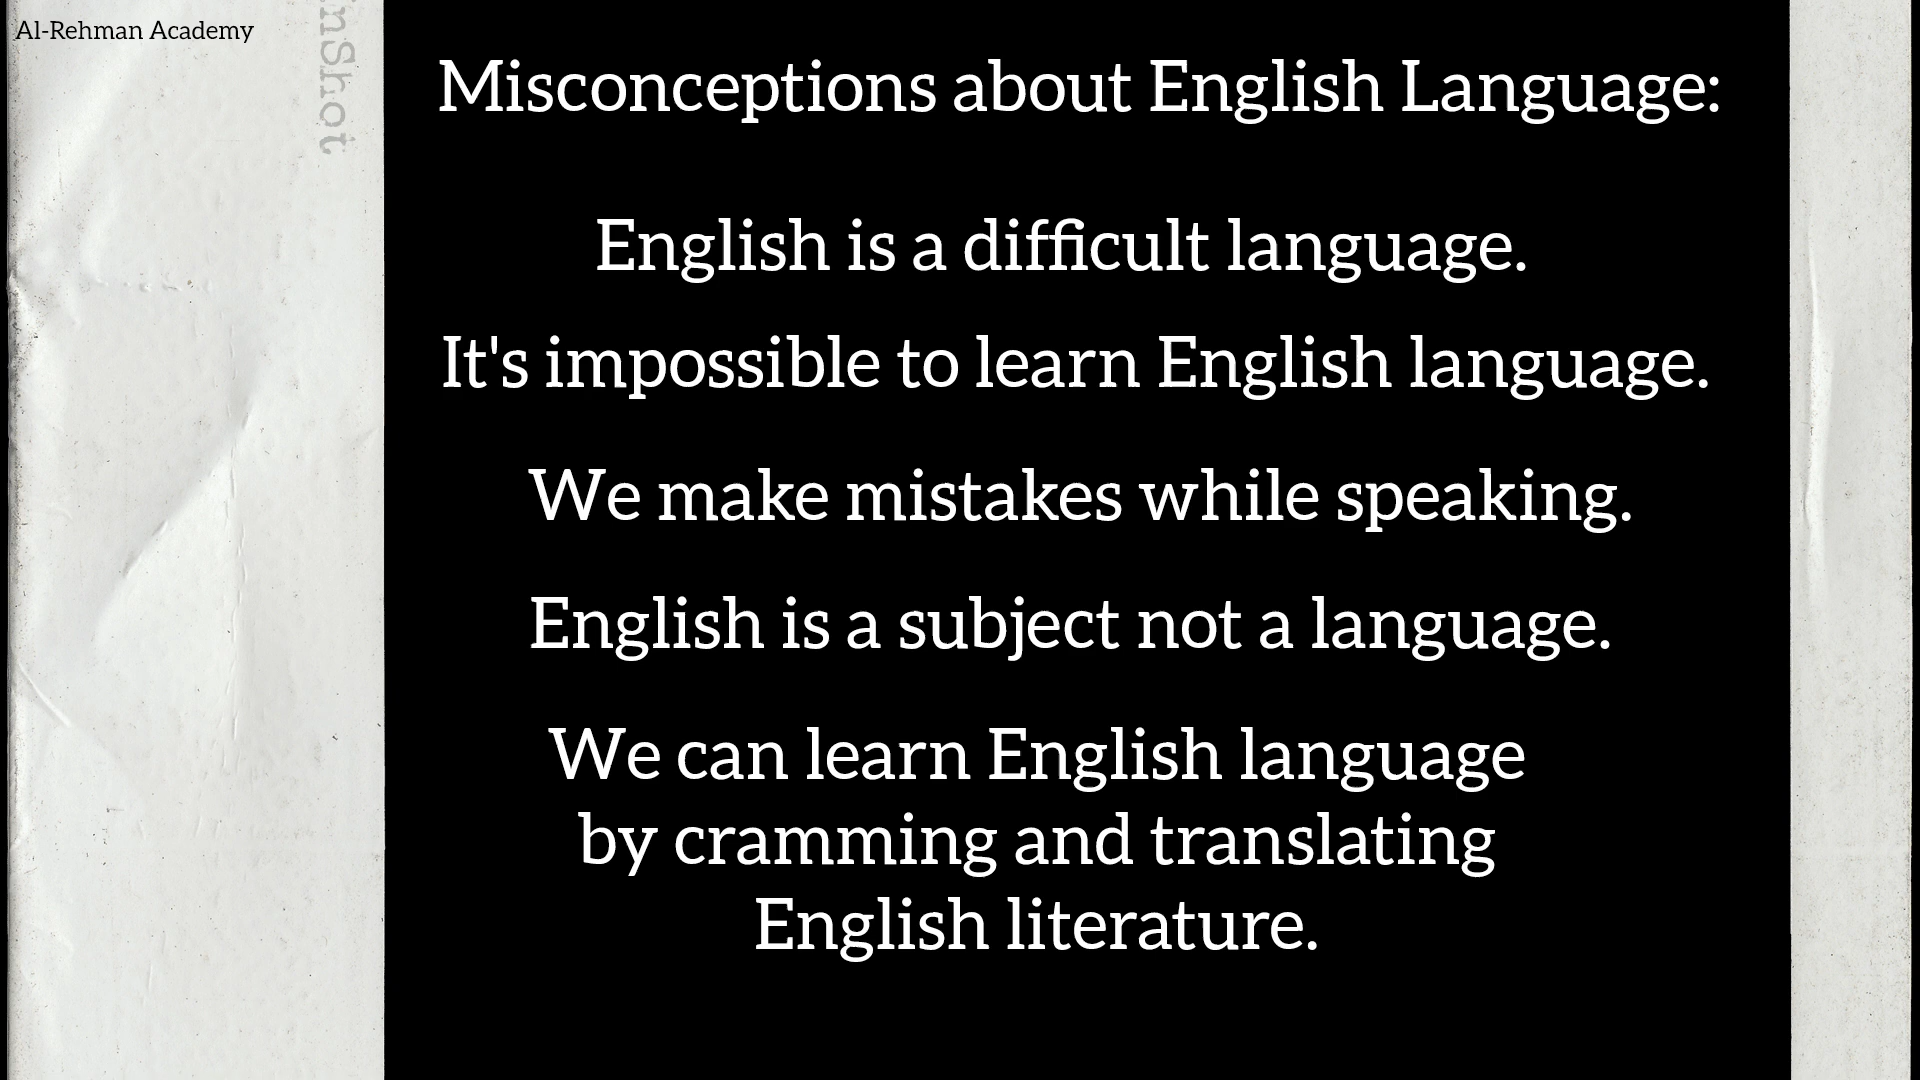 Al-Rehman Academy
nShot
Misconceptions about English Language:
English is a difficult language.
It's impossible to learn English language.
We make mistakes while speaking.
English is a subject not a language.
We can learn English language
by cramming and translating
English literature.